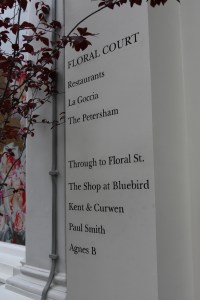 FLORAL COURT
Restaurants
La Goccia
The Petersham
Through to Floral St.
The Shop at Bluebird
Kent & Curwen
Paul Smith
Agnes B